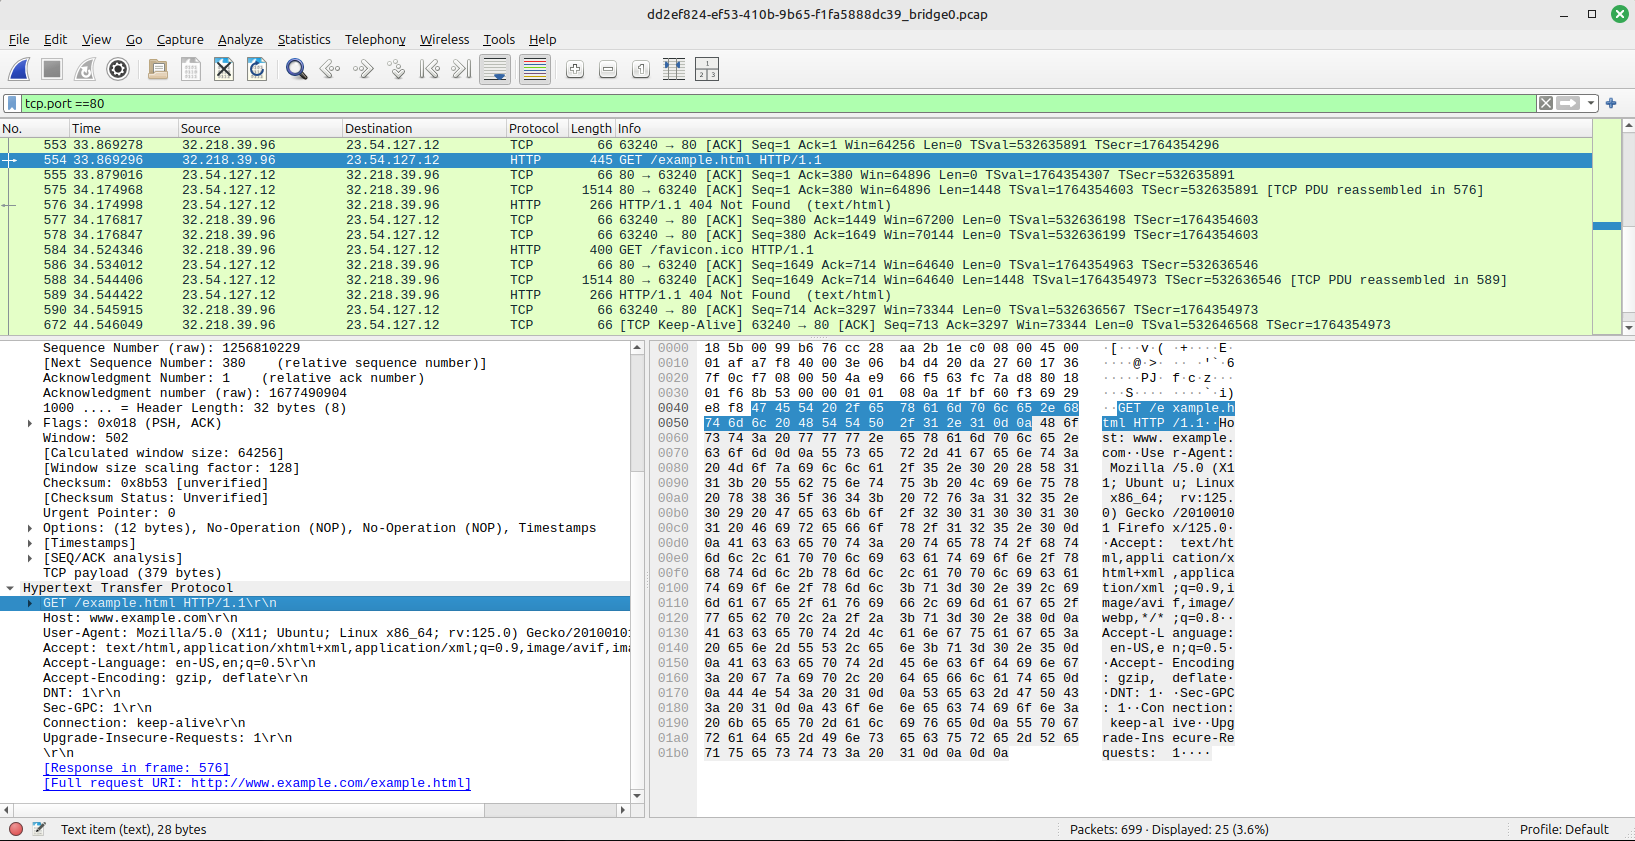 dd2ef824-ef53-410b-9b65-f1fa5888dc39_bridge0.pcap
File Edit View Go Capture Analyze Statistics Telephony Wireless Tools Help
tcp.port ==80
No. Time Source Destination Protocol Length Info
553 33.869278 32.218.39.96 23.54.127.12 TCP 66 63240 → 80 [ACK] Seq=1 Ack=1 Win=64256 Len=0 TSval=532635891 TSecr=1764354296
554 33.869296 32.218.39.96 23.54.127.12 HTTP 445 GET /example.html HTTP/1.1
555 33.879016 23.54.127.12 32.218.39.96 TCP 66 80 → 63240 [ACK] Seq=1 Ack=380 Win=64896 Len=0 TSval=1764354307 TSecr=532635891
575 34.174968 23.54.127.12 32.218.39.96 TCP 1514 80 → 63240 [ACK] Seq=1 Ack=380 Win=64896 Len=1448 TSval=1764354603 TSecr=532635891 [TCP PDU reassembled in 576]
576 34.174998 23.54.127.12 32.218.39.96 HTTP 266 HTTP/1.1 404 Not Found  (text/html)
577 34.176817 32.218.39.96 23.54.127.12 TCP 66 63240 → 80 [ACK] Seq=380 Ack=1449 Win=67200 Len=0 TSval=532636198 TSecr=1764354603
578 34.176847 32.218.39.96 23.54.127.12 TCP 66 63240 → 80 [ACK] Seq=380 Ack=1649 Win=70144 Len=0 TSval=532636199 TSecr=1764354603
584 34.524346 32.218.39.96 23.54.127.12 HTTP 400 GET /favicon.ico HTTP/1.1
586 34.534012 23.54.127.12 32.218.39.96 TCP 66 80 → 63240 [ACK] Seq=1649 Ack=714 Win=64640 Len=0 TSval=1764354963 TSecr=532636546
588 34.544406 23.54.127.12 32.218.39.96 TCP 1514 80 → 63240 [ACK] Seq=1649 Ack=714 Win=64640 Len=1448 TSval=1764354973 TSecr=532636546 [TCP PDU reassembled in 589]
589 34.544422 23.54.127.12 32.218.39.96 HTTP 266 HTTP/1.1 404 Not Found  (text/html)
590 34.545915 32.218.39.96 23.54.127.12 TCP 66 63240 → 80 [ACK] Seq=714 Ack=3297 Win=73344 Len=0 TSval=532636567 TSecr=1764354973
672 44.546049 32.218.39.96 23.54.127.12 TCP 66 [TCP Keep-Alive] 63240 → 80 [ACK] Seq=713 Ack=3297 Win=73344 Len=0 TSval=532646568 TSecr=1764354973
Sequence Number (raw): 1256810229
[Next Sequence Number: 380    (relative sequence number)]
Acknowledgment Number: 1    (relative ack number)
Acknowledgment number (raw): 1677490904
1000 .... = Header Length: 32 bytes (8)
Flags: 0x018 (PSH, ACK)
Window: 502
[Calculated window size: 64256]
[Window size scaling factor: 128]
Checksum: 0x8b53 [unverified]
[Checksum Status: Unverified]
Urgent Pointer: 0
Options: (12 bytes), No-Operation (NOP), No-Operation (NOP), Timestamps
[Timestamps]
[SEQ/ACK analysis]
TCP payload (379 bytes)
Hypertext Transfer Protocol
GET /example.html HTTP/1.1\r\n
Host: www.example.com\r\n
User-Agent: Mozilla/5.0 (X11; Ubuntu; Linux x86_64; rv:125.0) Gecko/2010010
Accept: text/html,application/xhtml+xml,application/xml;q=0.9,image/avif,im
Accept-Language: en-US,en;q=0.5\r\n
Accept-Encoding: gzip, deflate\r\n
DNT: 1\r\n
Sec-GPC: 1\r\n
Connection: keep-alive\r\n
Upgrade-Insecure-Requests: 1\r\n
\r\n
[Response in frame: 576]
[Full request URI: http://www.example.com/example.html]
0000 18 5b 00 99 b6 76 cc 28 aa 2b 1e c0 08 00 45 00 ·[···v·( ·+····E·
0010 01 af a7 f8 40 00 3e 06 b4 d4 20 da 27 60 17 36 ····@·>· ·· ·'`·6
0020 7f 0c f7 08 00 50 4a e9 66 f5 63 fc 7a d8 80 18 ·····PJ· f·c·z···
0030 01 f6 8b 53 00 00 01 01 08 0a 1f bf 60 f3 69 29 ···S···· ····`·i)
0040 e8 f8 47 45 54 20 2f 65 78 61 6d 70 6c 65 2e 68 ··GET /e xample.h
0050 74 6d 6c 20 48 54 54 50 2f 31 2e 31 0d 0a 48 6f tml HTTP /1.1··Ho
0060 73 74 3a 20 77 77 77 2e 65 78 61 6d 70 6c 65 2e st: www. example.
0070 63 6f 6d 0d 0a 55 73 65 72 2d 41 67 65 6e 74 3a com··Use r-Agent:
0080 20 4d 6f 7a 69 6c 6c 61 2f 35 2e 30 20 28 58 31 Mozilla /5.0 (X1
0090 31 3b 20 55 62 75 6e 74 75 3b 20 4c 69 6e 75 78 1; Ubunt u; Linux
00a0 20 78 38 36 5f 36 34 3b 20 72 76 3a 31 32 35 2e x86_64; rv:125.
00b0 30 29 20 47 65 63 6b 6f 2f 32 30 31 30 30 31 30 0) Gecko /2010010
00c0 31 20 46 69 72 65 66 6f 78 2f 31 32 35 2e 30 0d 1 Firefo x/125.0·
00d0 0a 41 63 63 65 70 74 3a 20 74 65 78 74 2f 68 74 ·Accept: text/ht
00e0 6d 6c 2c 61 70 70 6c 69 63 61 74 69 6f 6e 2f 78 ml,appli cation/x
00f0 68 74 6d 6c 2b 78 6d 6c 2c 61 70 70 6c 69 63 61 html+xml ,applica
0100 74 69 6f 6e 2f 78 6d 6c 3b 71 3d 30 2e 39 2c 69 tion/xml ;q=0.9,i
0110 6d 61 67 65 2f 61 76 69 66 2c 69 6d 61 67 65 2f mage/avi f,image/
0120 77 65 62 70 2c 2a 2f 2a 3b 71 3d 30 2e 38 0d 0a webp,*/* ;q=0.8··
0130 41 63 63 65 70 74 2d 4c 61 6e 67 75 61 67 65 3a Accept-L anguage:
0140 20 65 6e 2d 55 53 2c 65 6e 3b 71 3d 30 2e 35 0d en-US,e n;q=0.5·
0150 0a 41 63 63 65 70 74 2d 45 6e 63 6f 64 69 6e 67 ·Accept- Encoding
0160 3a 20 67 7a 69 70 2c 20 64 65 66 6c 61 74 65 0d : gzip, deflate·
0170 0a 44 4e 54 3a 20 31 0d 0a 53 65 63 2d 47 50 43 ·DNT: 1· ·Sec-GPC
0180 3a 20 31 0d 0a 43 6f 6e 6e 65 63 74 69 6f 6e 3a : 1··Con nection:
0190 20 6b 65 65 70 2d 61 6c 69 76 65 0d 0a 55 70 67 keep-al ive··Upg
01a0 72 61 64 65 2d 49 6e 73 65 63 75 72 65 2d 52 65 rade-Ins ecure-Re
01b0 71 75 65 73 74 73 3a 20 31 0d 0a 0d 0a quests: 1····
Text item (text), 28 bytes
Packets: 699 · Displayed: 25 (3.6%)
Profile: Default